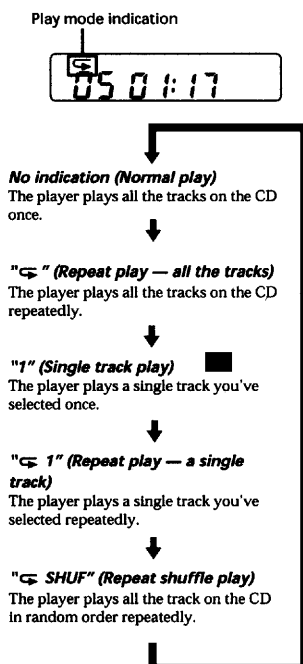 Play mode indication
05 01:17
No indication (Normal play)
The player plays all the tracks on the CD
once.
"⊂➔" (Repeat play — all the tracks)
The player plays all the tracks on the CD
repeatedly.
"1" (Single track play)
The player plays a single track you've
selected once.
"⊂➔ 1" (Repeat play — a single
track)
The player plays a single track you've
selected repeatedly.
"⊂➔ SHUF" (Repeat shuffle play)
The player plays all the track on the CD
in random order repeatedly.